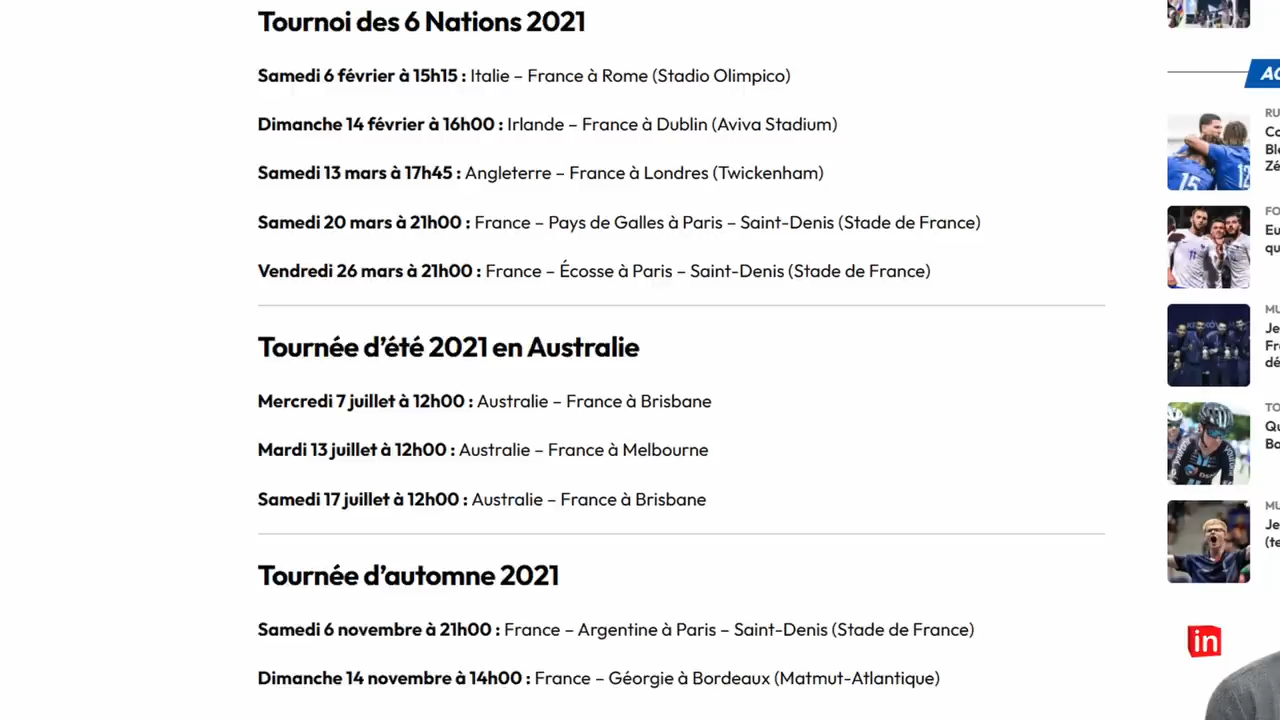 Tournoi des 6 Nations 2021
Samedi 6 février à 15h15 : Italie – France à Rome (Stadio Olimpico)
Dimanche 14 février à 16h00 : Irlande – France à Dublin (Aviva Stadium)
Samedi 13 mars à 17h45 : Angleterre – France à Londres (Twickenham)
Samedi 20 mars à 21h00 : France – Pays de Galles à Paris – Saint-Denis (Stade de France)
Vendredi 26 mars à 21h00 : France – Écosse à Paris – Saint-Denis (Stade de France)
Tournée d'été 2021 en Australie
Mercredi 7 juillet à 12h00 : Australie – France à Brisbane
Mardi 13 juillet à 12h00 : Australie – France à Melbourne
Samedi 17 juillet à 12h00 : Australie – France à Brisbane
Tournée d'automne 2021
Samedi 6 novembre à 21h00 : France – Argentine à Paris – Saint-Denis (Stade de France)
Dimanche 14 novembre à 14h00 : France – Géorgie à Bordeaux (Matmut-Atlantique)
in